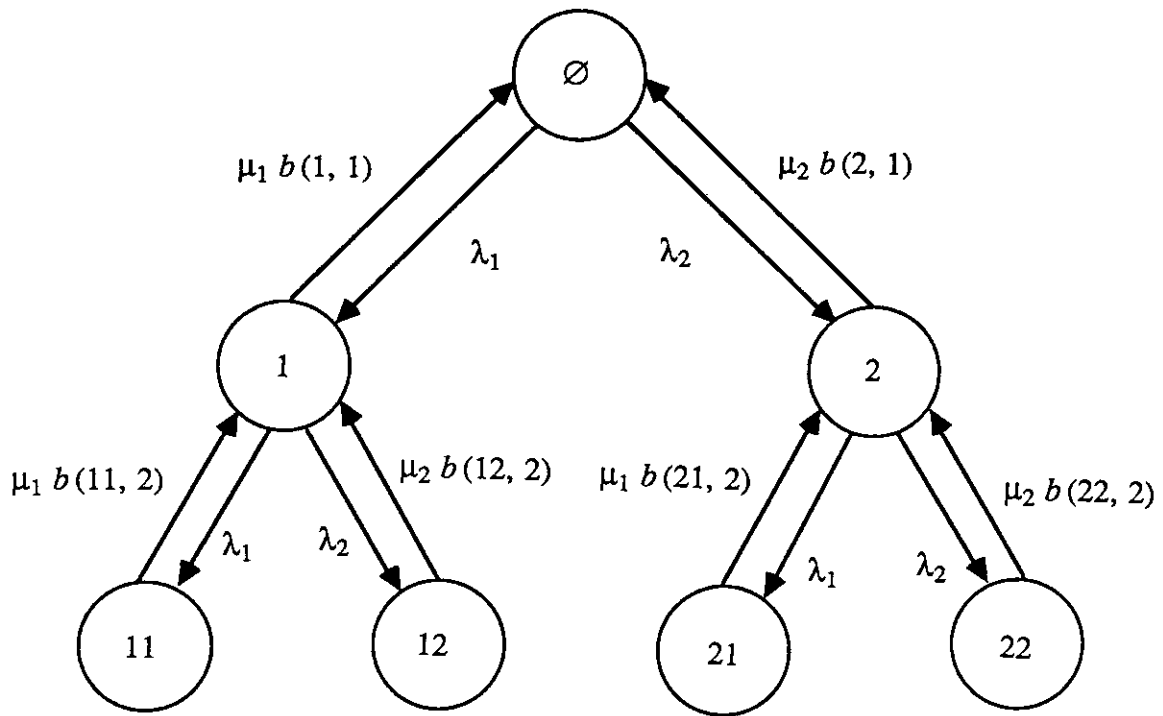 ∅
μ₁ b (1, 1)
μ₂ b (2, 1)
λ₁
λ₂
1
2
μ₁ b (11, 2)
μ₂ b (12, 2)
μ₁ b (21, 2)
μ₂ b (22, 2)
λ₁
λ₂
λ₁
λ₂
11
12
21
22